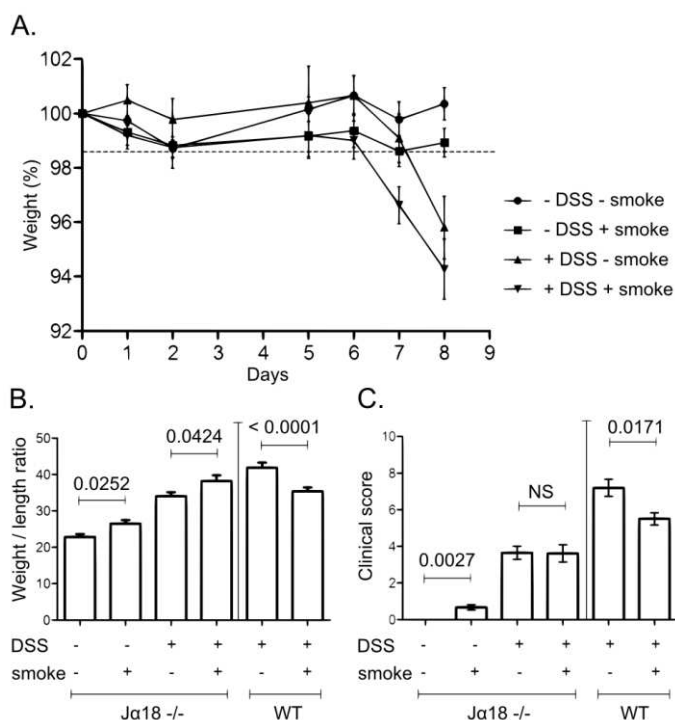 A.
102
100
98
96
94
92
Weight (%)
0 1 2 3 4 5 6 7 8 9
Days
- DSS - smoke
- DSS + smoke
+ DSS - smoke
+ DSS + smoke
B.
50
40
30
20
10
0
Weight / length ratio
0.0252
0.0424
< 0.0001
DSS - - + + + +
smoke - + - + - +
Jα18 -/- WT
C.
10
8
6
4
2
0
Clinical score
0.0027
NS
0.0171
DSS - - + + + +
smoke - + - + - +
Jα18 -/- WT